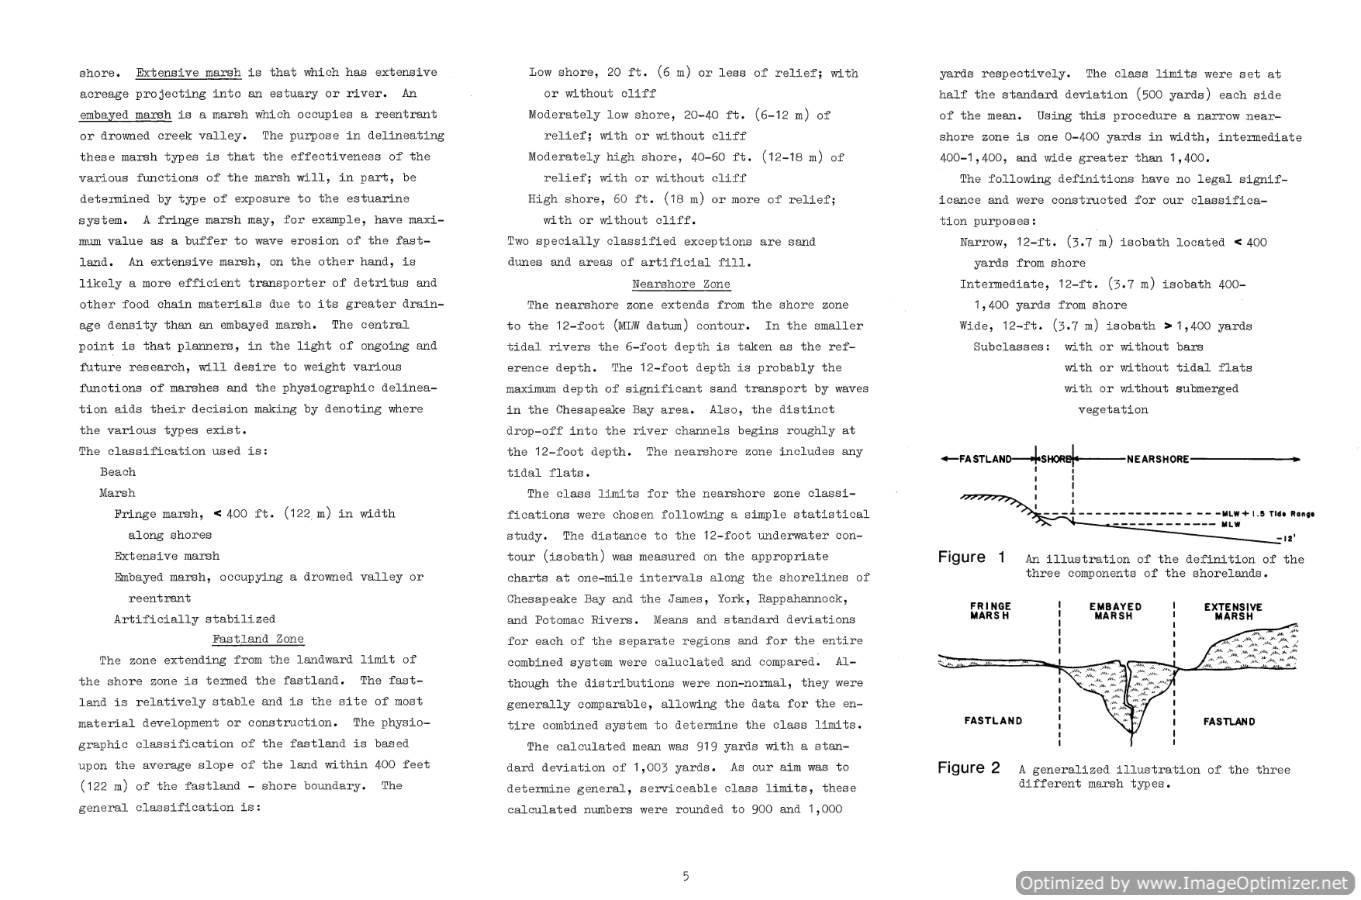 shore. Extensive marsh is that which has extensive
acreage projecting into an estuary or river. An
embayed marsh is a marsh which occupies a reentrant
or drowned creek valley. The purpose in delineating
these marsh types is that the effectiveness of the
various functions of the marsh will, in part, be
determined by type of exposure to the estuarine
system. A fringe marsh may, for example, have maxi-
mum value as a buffer to wave erosion of the fast-
land. An extensive marsh, on the other hand, is
likely a more efficient transporter of detritus and
other food chain materials due to its greater drain-
age density than an embayed marsh. The central
point is that planners, in the light of ongoing and
future research, will desire to weight various
functions of marshes and the physiographic delinea-
tion aids their decision making by denoting where
the various types exist.
The classification used is:
Beach
Marsh
Fringe marsh, < 400 ft. (122 m) in width
along shores
Extensive marsh
Embayed marsh, occupying a drowned valley or
reentrant
Artificially stabilized
Fastland Zone
The zone extending from the landward limit of
the shore zone is termed the fastland. The fast-
land is relatively stable and is the site of most
material development or construction. The physio-
graphic classification of the fastland is based
upon the average slope of the land within 400 feet
(122 m) of the fastland - shore boundary. The
general classification is:
Low shore, 20 ft. (6 m) or less of relief; with
or without cliff
Moderately low shore, 20-40 ft. (6-12 m) of
relief; with or without cliff
Moderately high shore, 40-60 ft. (12-18 m) of
relief; with or without cliff
High shore, 60 ft. (18 m) or more of relief;
with or without cliff.
Two specially classified exceptions are sand
dunes and areas of artificial fill.
Nearshore Zone
The nearshore zone extends from the shore zone
to the 12-foot (MLW datum) contour. In the smaller
tidal rivers the 6-foot depth is taken as the ref-
erence depth. The 12-foot depth is probably the
maximum depth of significant sand transport by waves
in the Chesapeake Bay area. Also, the distinct
drop-off into the river channels begins roughly at
the 12-foot depth. The nearshore zone includes any
tidal flats.
The class limits for the nearshore zone classi-
fications were chosen following a simple statistical
study. The distance to the 12-foot underwater con-
tour (isobath) was measured on the appropriate
charts at one-mile intervals along the shorelines of
Chesapeake Bay and the James, York, Rappahannock,
and Potomac Rivers. Means and standard deviations
for each of the separate regions and for the entire
combined system were caluclated and compared. Al-
though the distributions were non-normal, they were
generally comparable, allowing the data for the en-
tire combined system to determine the class limits.
The calculated mean was 919 yards with a stan-
dard deviation of 1,003 yards. As our aim was to
determine general, serviceable class limits, these
calculated numbers were rounded to 900 and 1,000
yards respectively. The class limits were set at
half the standard deviation (500 yards) each side
of the mean. Using this procedure a narrow near-
shore zone is one 0-400 yards in width, intermediate
400-1,400, and wide greater than 1,400.
The following definitions have no legal signif-
icance and were constructed for our classifica-
tion purposes:
Narrow, 12-ft. (3.7 m) isobath located < 400
yards from shore
Intermediate, 12-ft. (3.7 m) isobath 400-
1,400 yards from shore
Wide, 12-ft. (3.7 m) isobath > 1,400 yards
Subclasses: with or without bars
with or without tidal flats
with or without submerged
vegetation
FASTLAND SHORE NEARSHORE
MLW + 1.5 Tide Range
MLW
-12'
Figure 1 An illustration of the definition of the
three components of the shorelands.
FRINGE MARSH EMBAYED MARSH EXTENSIVE MARSH
FASTLAND FASTLAND
Figure 2 A generalized illustration of the three
different marsh types.
5
Optimized by www.ImageOptimizer.net